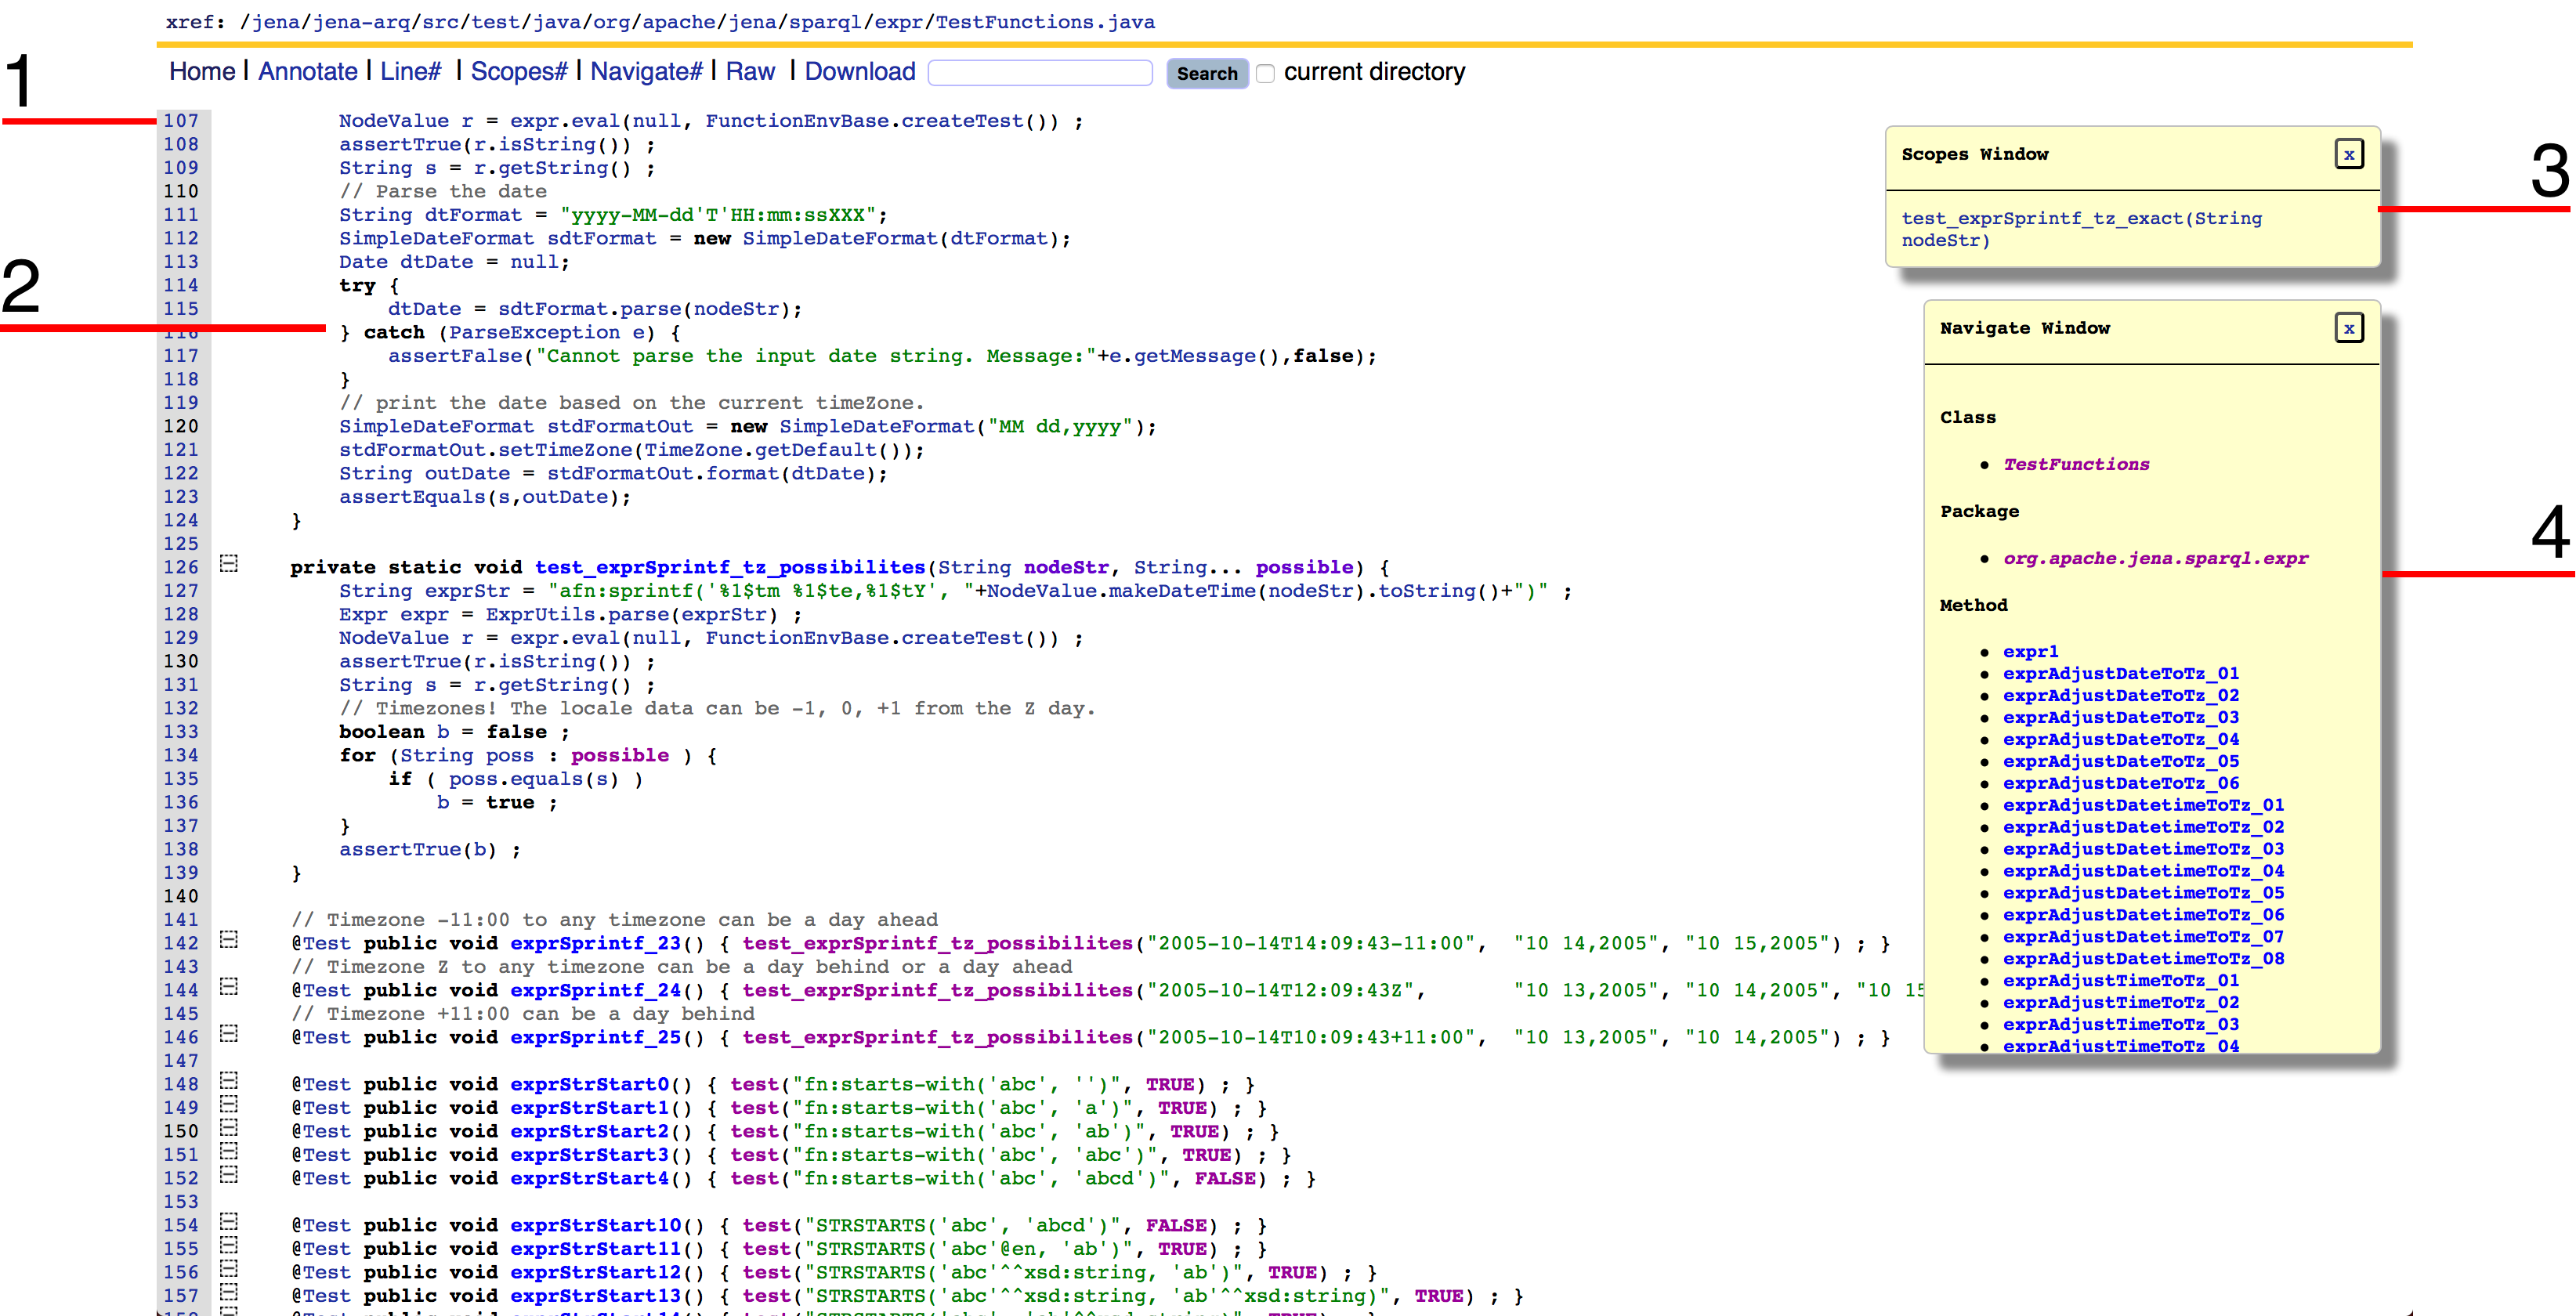 xref: /jena/jena-arq/src/test/java/org/apache/jena/sparql/expr/TestFunctions.java
Home | Annotate | Line# | Scopes# | Navigate# | Raw | Download Search current directory
1
2
3
4
107 NodeValue r = expr.eval(null, FunctionEnvBase.createTest()) ;
108 assertTrue(r.isString()) ;
109 String s = r.getString() ;
110 // Parse the date
111 String dtFormat = "yyyy-MM-dd'T'HH:mm:ssXXX";
112 SimpleDateFormat sdtFormat = new SimpleDateFormat(dtFormat);
113 Date dtDate = null;
114 try {
115 dtDate = sdtFormat.parse(nodeStr);
116 } catch (ParseException e) {
117 assertFalse("Cannot parse the input date string. Message:"+e.getMessage(),false);
118 }
119 // print the date based on the current timeZone.
120 SimpleDateFormat stdFormatOut = new SimpleDateFormat("MM dd,yyyy");
121 stdFormatOut.setTimeZone(TimeZone.getDefault());
122 String outDate = stdFormatOut.format(dtDate);
123 assertEquals(s,outDate);
124 }
125
126 private static void test_exprSprintf_tz_possibilites(String nodeStr, String... possible) {
127 String exprStr = "afn:sprintf('%1$tm %1$te,%1$tY', "+NodeValue.makeDateTime(nodeStr).toString()+")" ;
128 Expr expr = ExprUtils.parse(exprStr) ;
129 NodeValue r = expr.eval(null, FunctionEnvBase.createTest()) ;
130 assertTrue(r.isString()) ;
131 String s = r.getString() ;
132 // Timezones! The locale data can be -1, 0, +1 from the Z day.
133 boolean b = false ;
134 for (String poss : possible ) {
135 if ( poss.equals(s) )
136 b = true ;
137 }
138 assertTrue(b) ;
139 }
140
141 // Timezone -11:00 to any timezone can be a day ahead
142 @Test public void exprSprintf_23() { test_exprSprintf_tz_possibilites("2005-10-14T14:09:43-11:00", "10 14,2005", "10 15,2005") ; }
143 // Timezone Z to any timezone can be a day behind or a day ahead
144 @Test public void exprSprintf_24() { test_exprSprintf_tz_possibilites("2005-10-14T12:09:43Z", "10 13,2005", "10 14,2005", "10 15
145 // Timezone +11:00 can be a day behind
146 @Test public void exprSprintf_25() { test_exprSprintf_tz_possibilites("2005-10-14T10:09:43+11:00", "10 13,2005", "10 14,2005") ; }
147
148 @Test public void exprStrStart0() { test("fn:starts-with('abc', '')", TRUE) ; }
149 @Test public void exprStrStart1() { test("fn:starts-with('abc', 'a')", TRUE) ; }
150 @Test public void exprStrStart2() { test("fn:starts-with('abc', 'ab')", TRUE) ; }
151 @Test public void exprStrStart3() { test("fn:starts-with('abc', 'abc')", TRUE) ; }
152 @Test public void exprStrStart4() { test("fn:starts-with('abc', 'abcd')", FALSE) ; }
153
154 @Test public void exprStrStart10() { test("STRSTARTS('abc', 'abcd')", FALSE) ; }
155 @Test public void exprStrStart11() { test("STRSTARTS('abc'@en, 'ab')", TRUE) ; }
156 @Test public void exprStrStart12() { test("STRSTARTS('abc'^^xsd:string, 'ab')", TRUE) ; }
157 @Test public void exprStrStart13() { test("STRSTARTS('abc'^^xsd:string, 'ab'^^xsd:string)", TRUE) ; }
Scopes Window x
test_exprSprintf_tz_exact(String
nodeStr)
Navigate Window x
Class
TestFunctions
Package
org.apache.jena.sparql.expr
Method
expr1
exprAdjustDateToTz_01
exprAdjustDateToTz_02
exprAdjustDateToTz_03
exprAdjustDateToTz_04
exprAdjustDateToTz_05
exprAdjustDateToTz_06
exprAdjustDatetimeToTz_01
exprAdjustDatetimeToTz_02
exprAdjustDatetimeToTz_03
exprAdjustDatetimeToTz_04
exprAdjustDatetimeToTz_05
exprAdjustDatetimeToTz_06
exprAdjustDatetimeToTz_07
exprAdjustDatetimeToTz_08
exprAdjustTimeToTz_01
exprAdjustTimeToTz_02
exprAdjustTimeToTz_03
exprAdjustTimeToTz_04